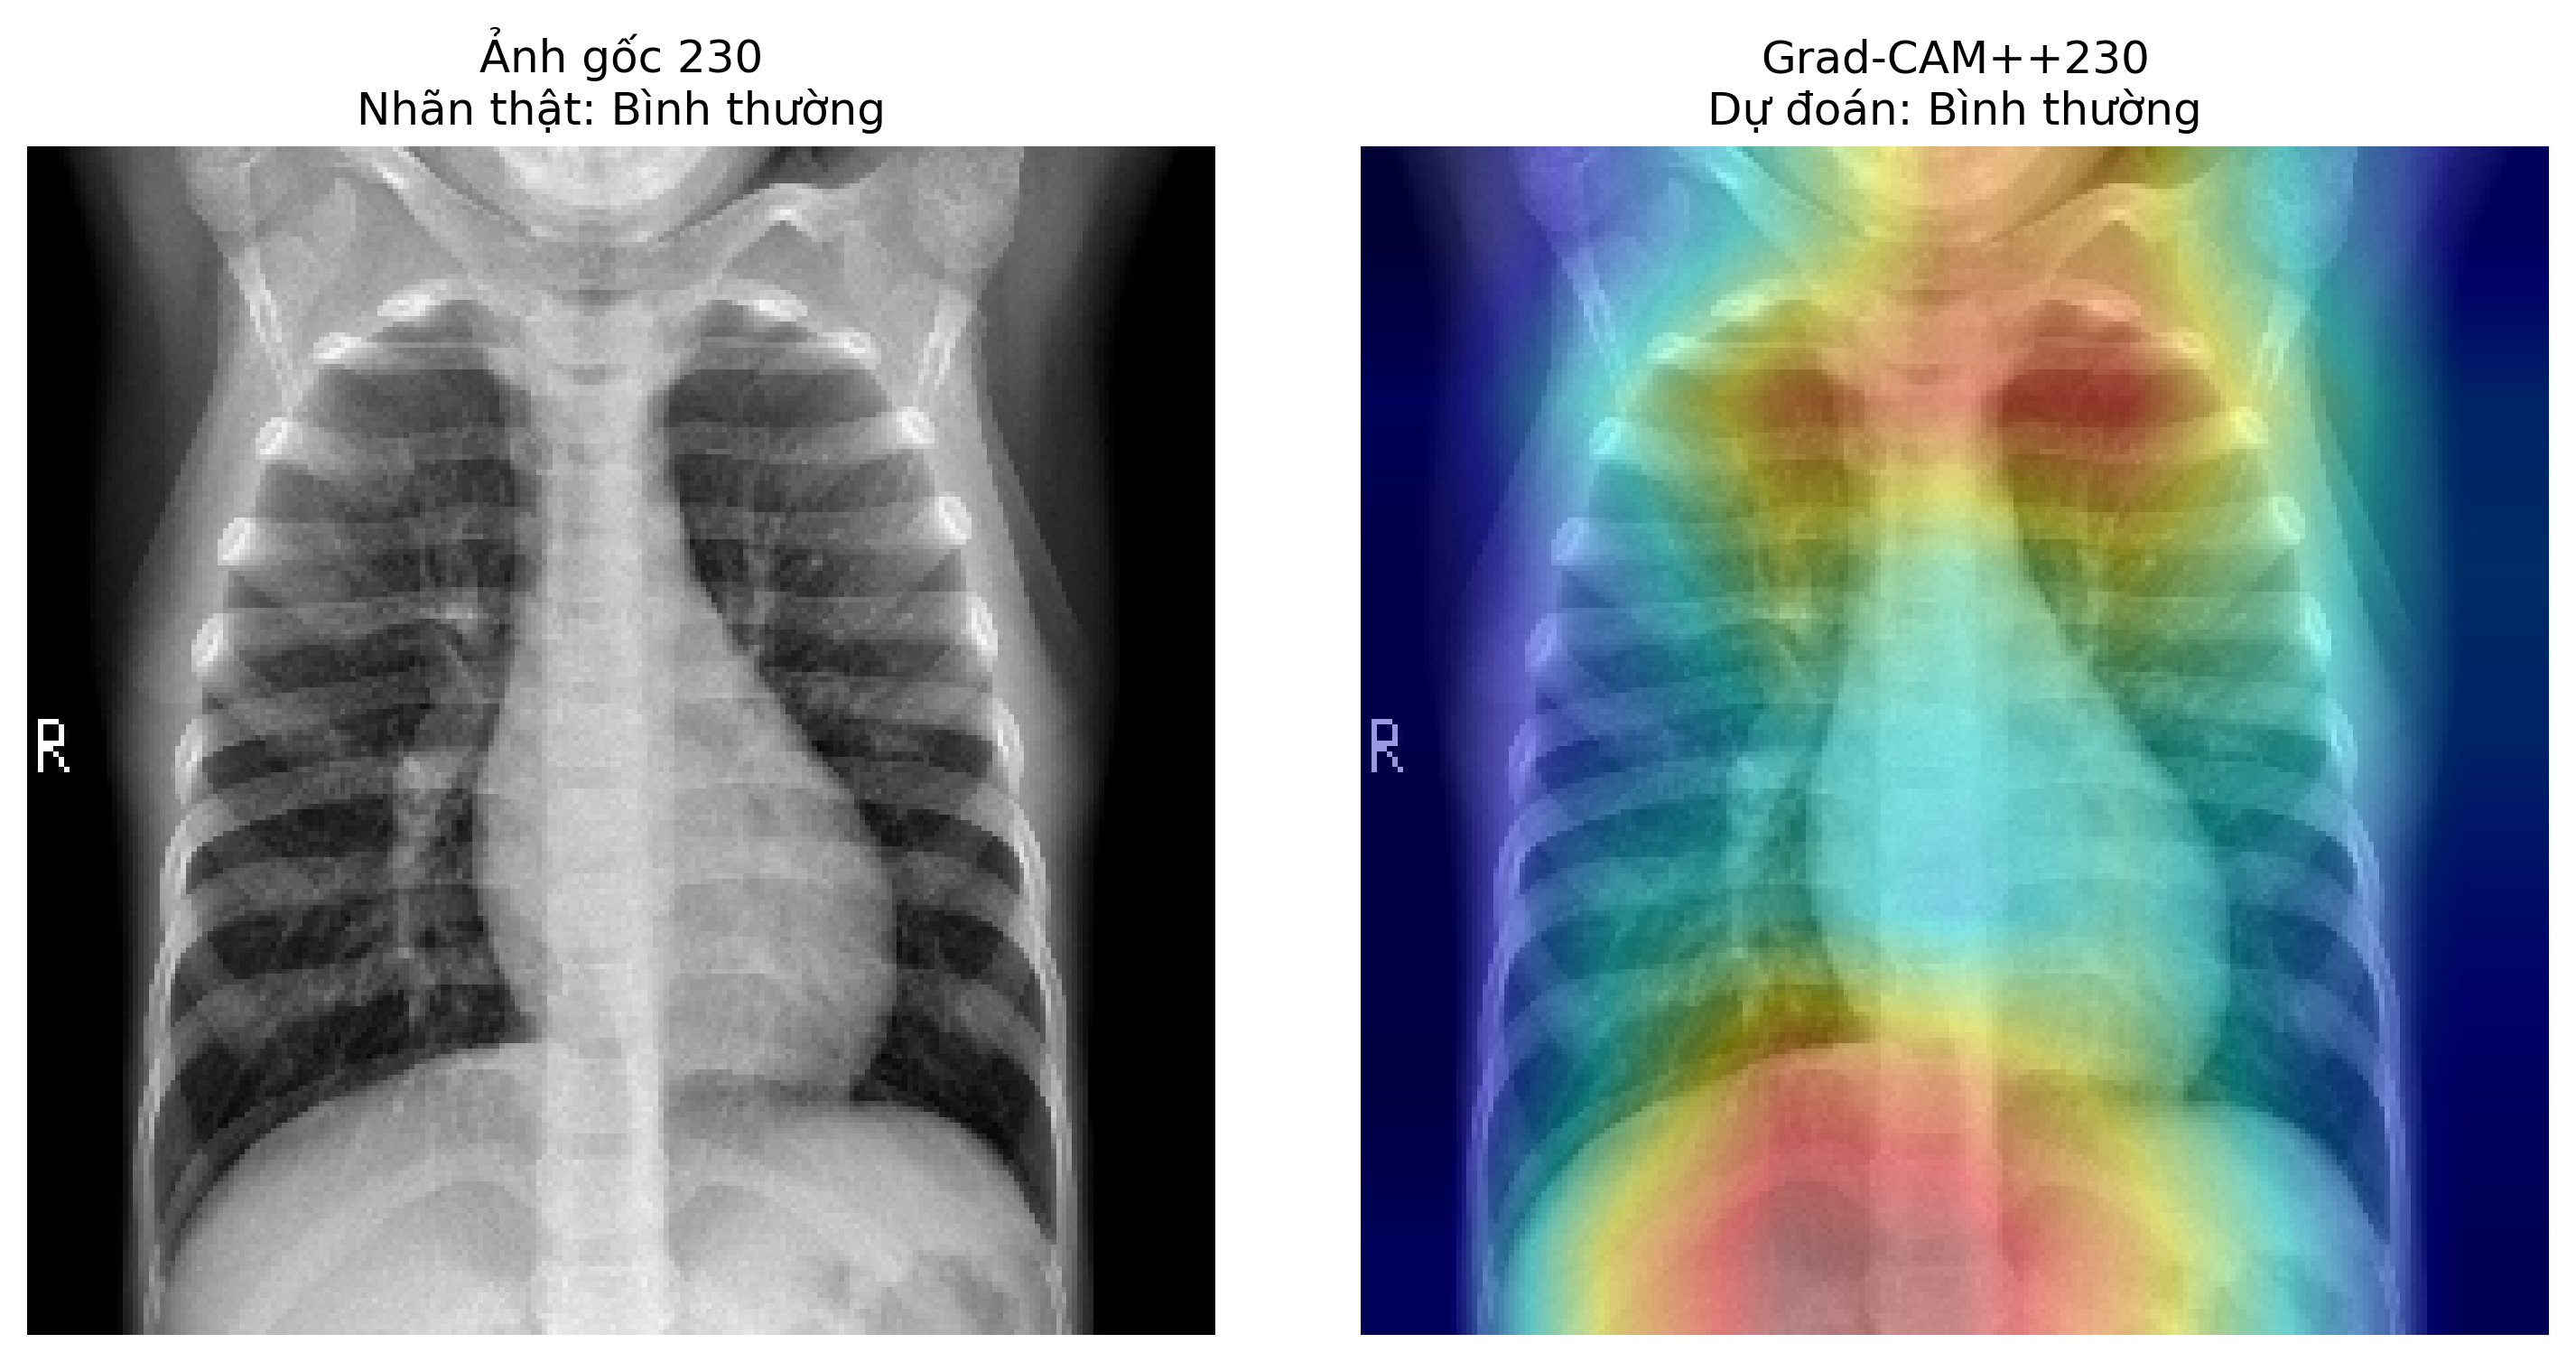 Ảnh gốc 230
Nhãn thật: Bình thường
Grad-CAM++230
Dự đoán: Bình thường
R
R